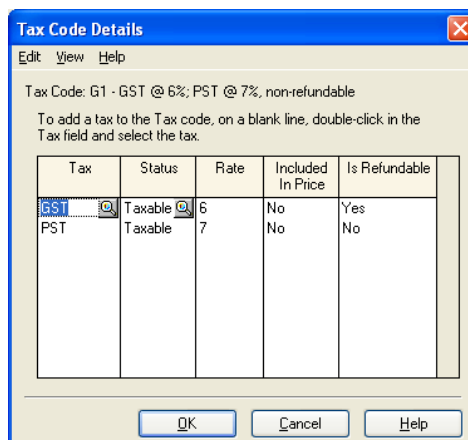 Tax Code Details
Edit View Help
Tax Code: G1 - GST @ 6%; PST @ 7%, non-refundable
To add a tax to the Tax code, on a blank line, double-click in the
Tax field and select the tax.
Tax Status Rate Included In Price Is Refundable
GST Taxable 6 No Yes
PST Taxable 7 No No
OK Cancel Help